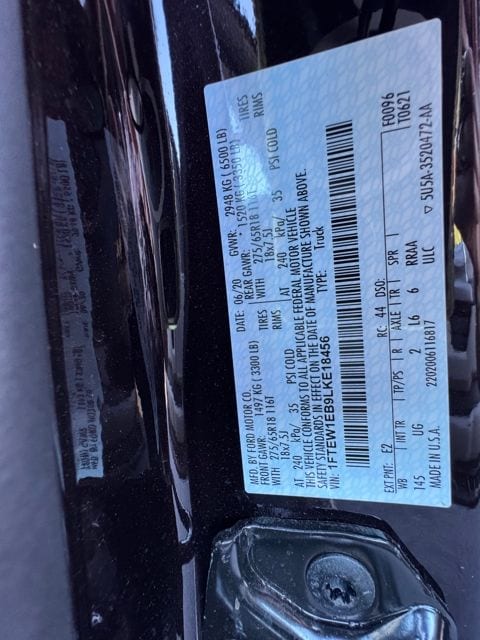 MFD. BY FORD MOTOR CO.
DATE: 06/20
GVWR: 2948 KG ( 6500 LB)
FRONT GAWR: 1497 KG ( 3300 LB)
REAR GAWR: 1520 KG ( 3350 LB)
WITH 275/65R18 116T TIRES
WITH 275/65R18 116T TIRES
18x7.5J RIMS
18x7.5J RIMS
AT 240 kPa/ 35 PSI COLD
AT 240 kPa/ 35 PSI COLD
THIS VEHICLE CONFORMS TO ALL APPLICABLE FEDERAL MOTOR VEHICLE
SAFETY STANDARDS IN EFFECT ON THE DATE OF MANUFACTURE SHOWN ABOVE.
1FTEW1EB9LKE18456
TYPE: Truck
F0096
T0621
EXT PNT: E2
RC: 44 DSO:
WB | INT TR | TP/PS | R | AXLE | TR | SPR |
145 UG 2 L6 6 RRAA
ULC
MADE IN U.S.A.
220200611 6817
▽ 5U5A-3520472-AA